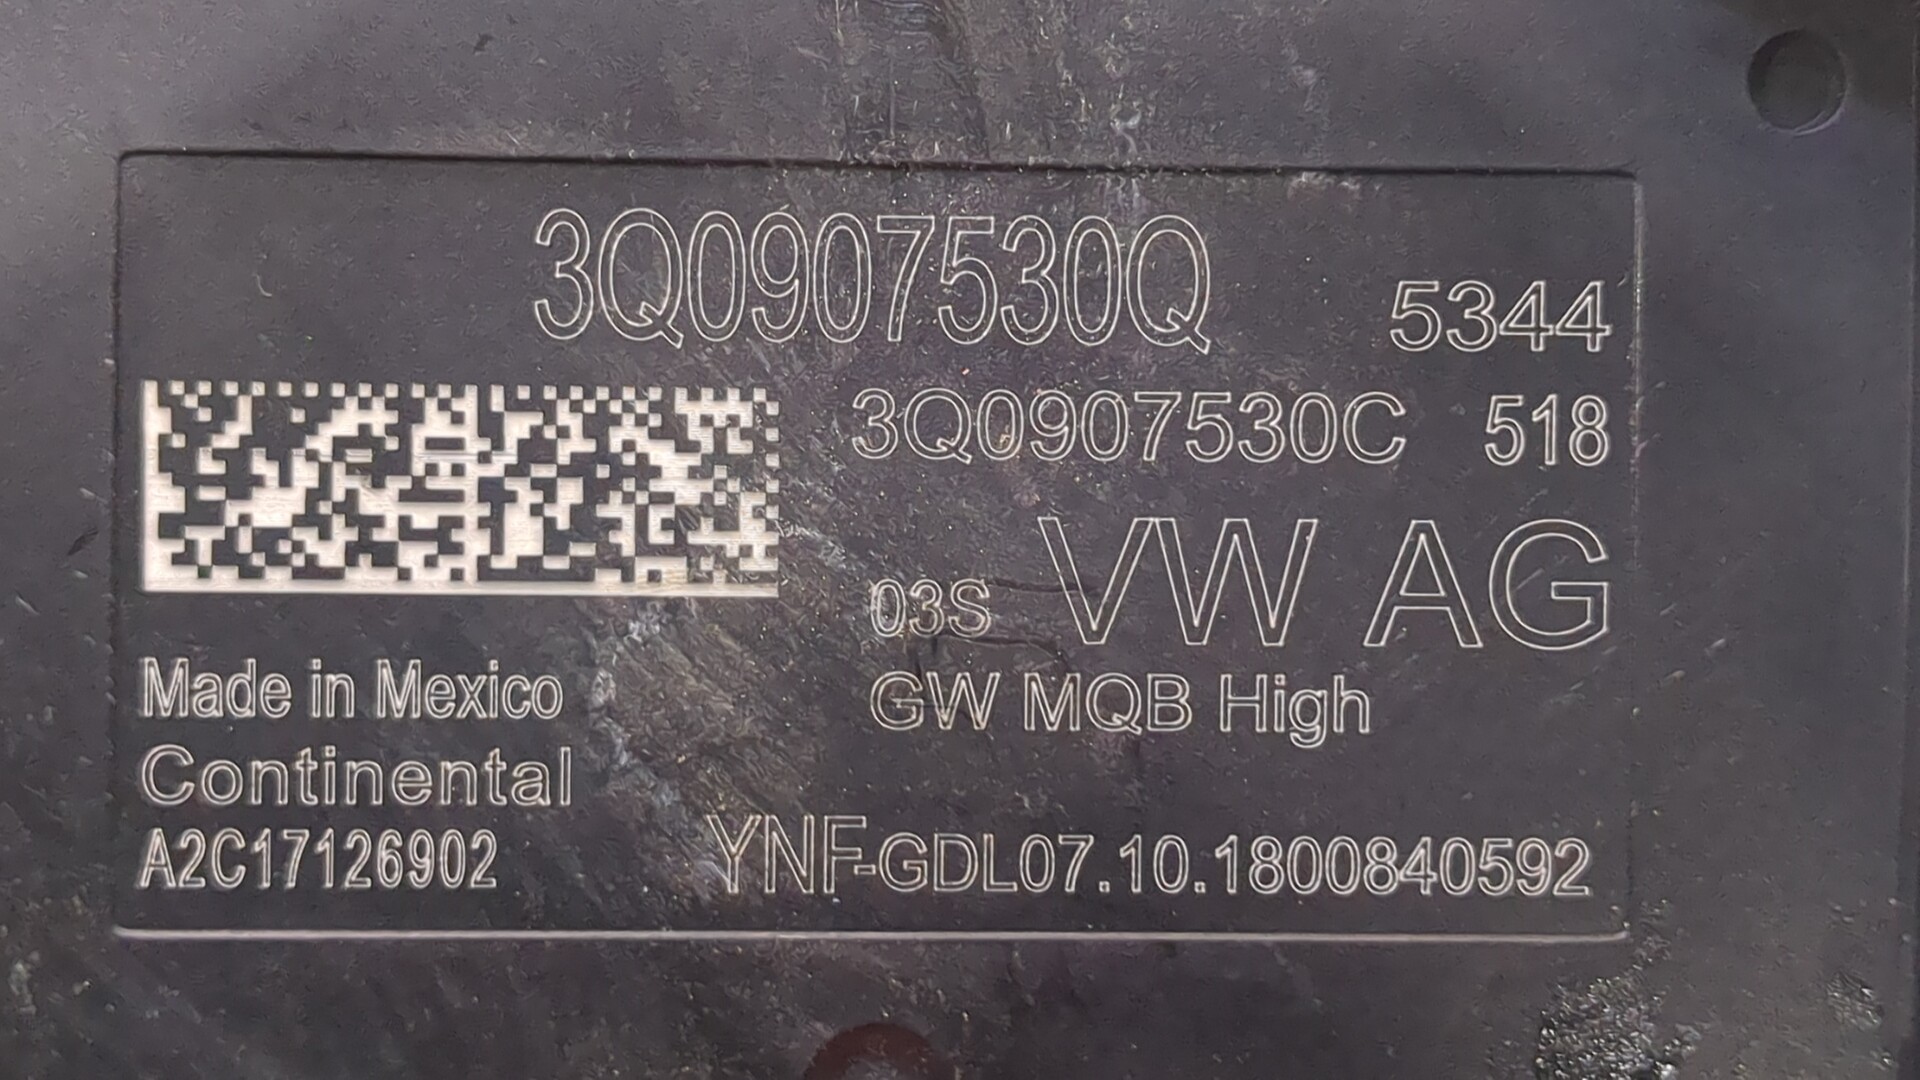 3Q0907530Q 5344
3Q0907530C 518
03S VW AG
Made in Mexico
GW MQB High
Continental
A2C17126902
YNF-GDL07.10.1800840592